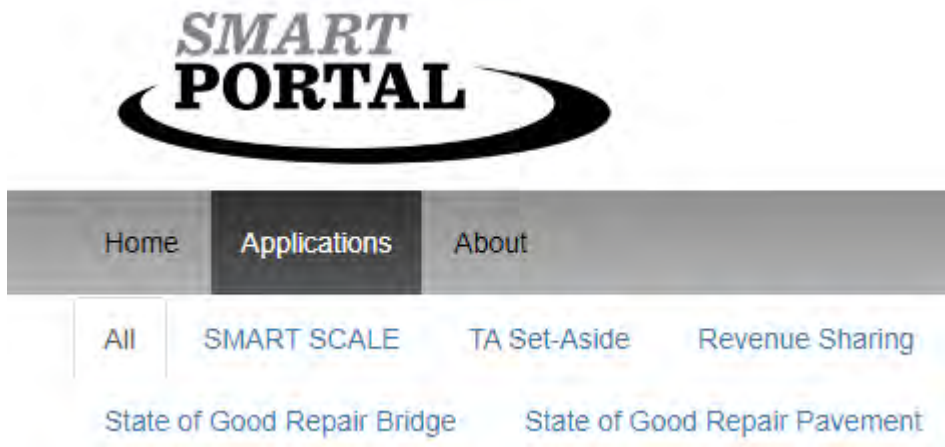 SMART
PORTAL
Home Applications About
All SMART SCALE TA Set-Aside Revenue Sharing
State of Good Repair Bridge State of Good Repair Pavement